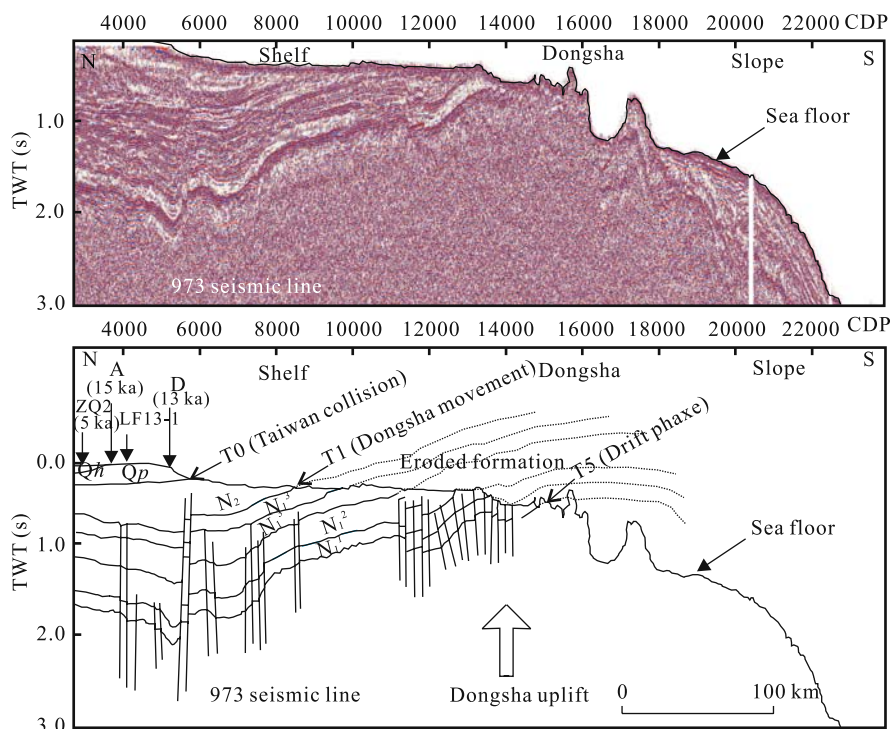 4000 6000 8000 10000 12000 14000 16000 18000 20000 22000 CDP
N Shelf Dongsha Slope S
Sea floor
1.0
TWT (s)
2.0
973 seismic line
3.0
4000 6000 8000 10000 12000 14000 16000 18000 20000 22000 CDP
N Shelf Dongsha Slope S
A
(15 ka)
D
(13 ka)
ZQ2
(5 ka)
LF13-1
T0 (Taiwan collision)
T1 (Dongsha movement)
T5 (Drift phaxe)
Eroded formation
0.0
Qh
Qp
N₂
N₁³
N₁³
N₁²
N₁¹
1.0
TWT (s)
Sea floor
2.0
973 seismic line
Dongsha uplift
0 100 km
3.0